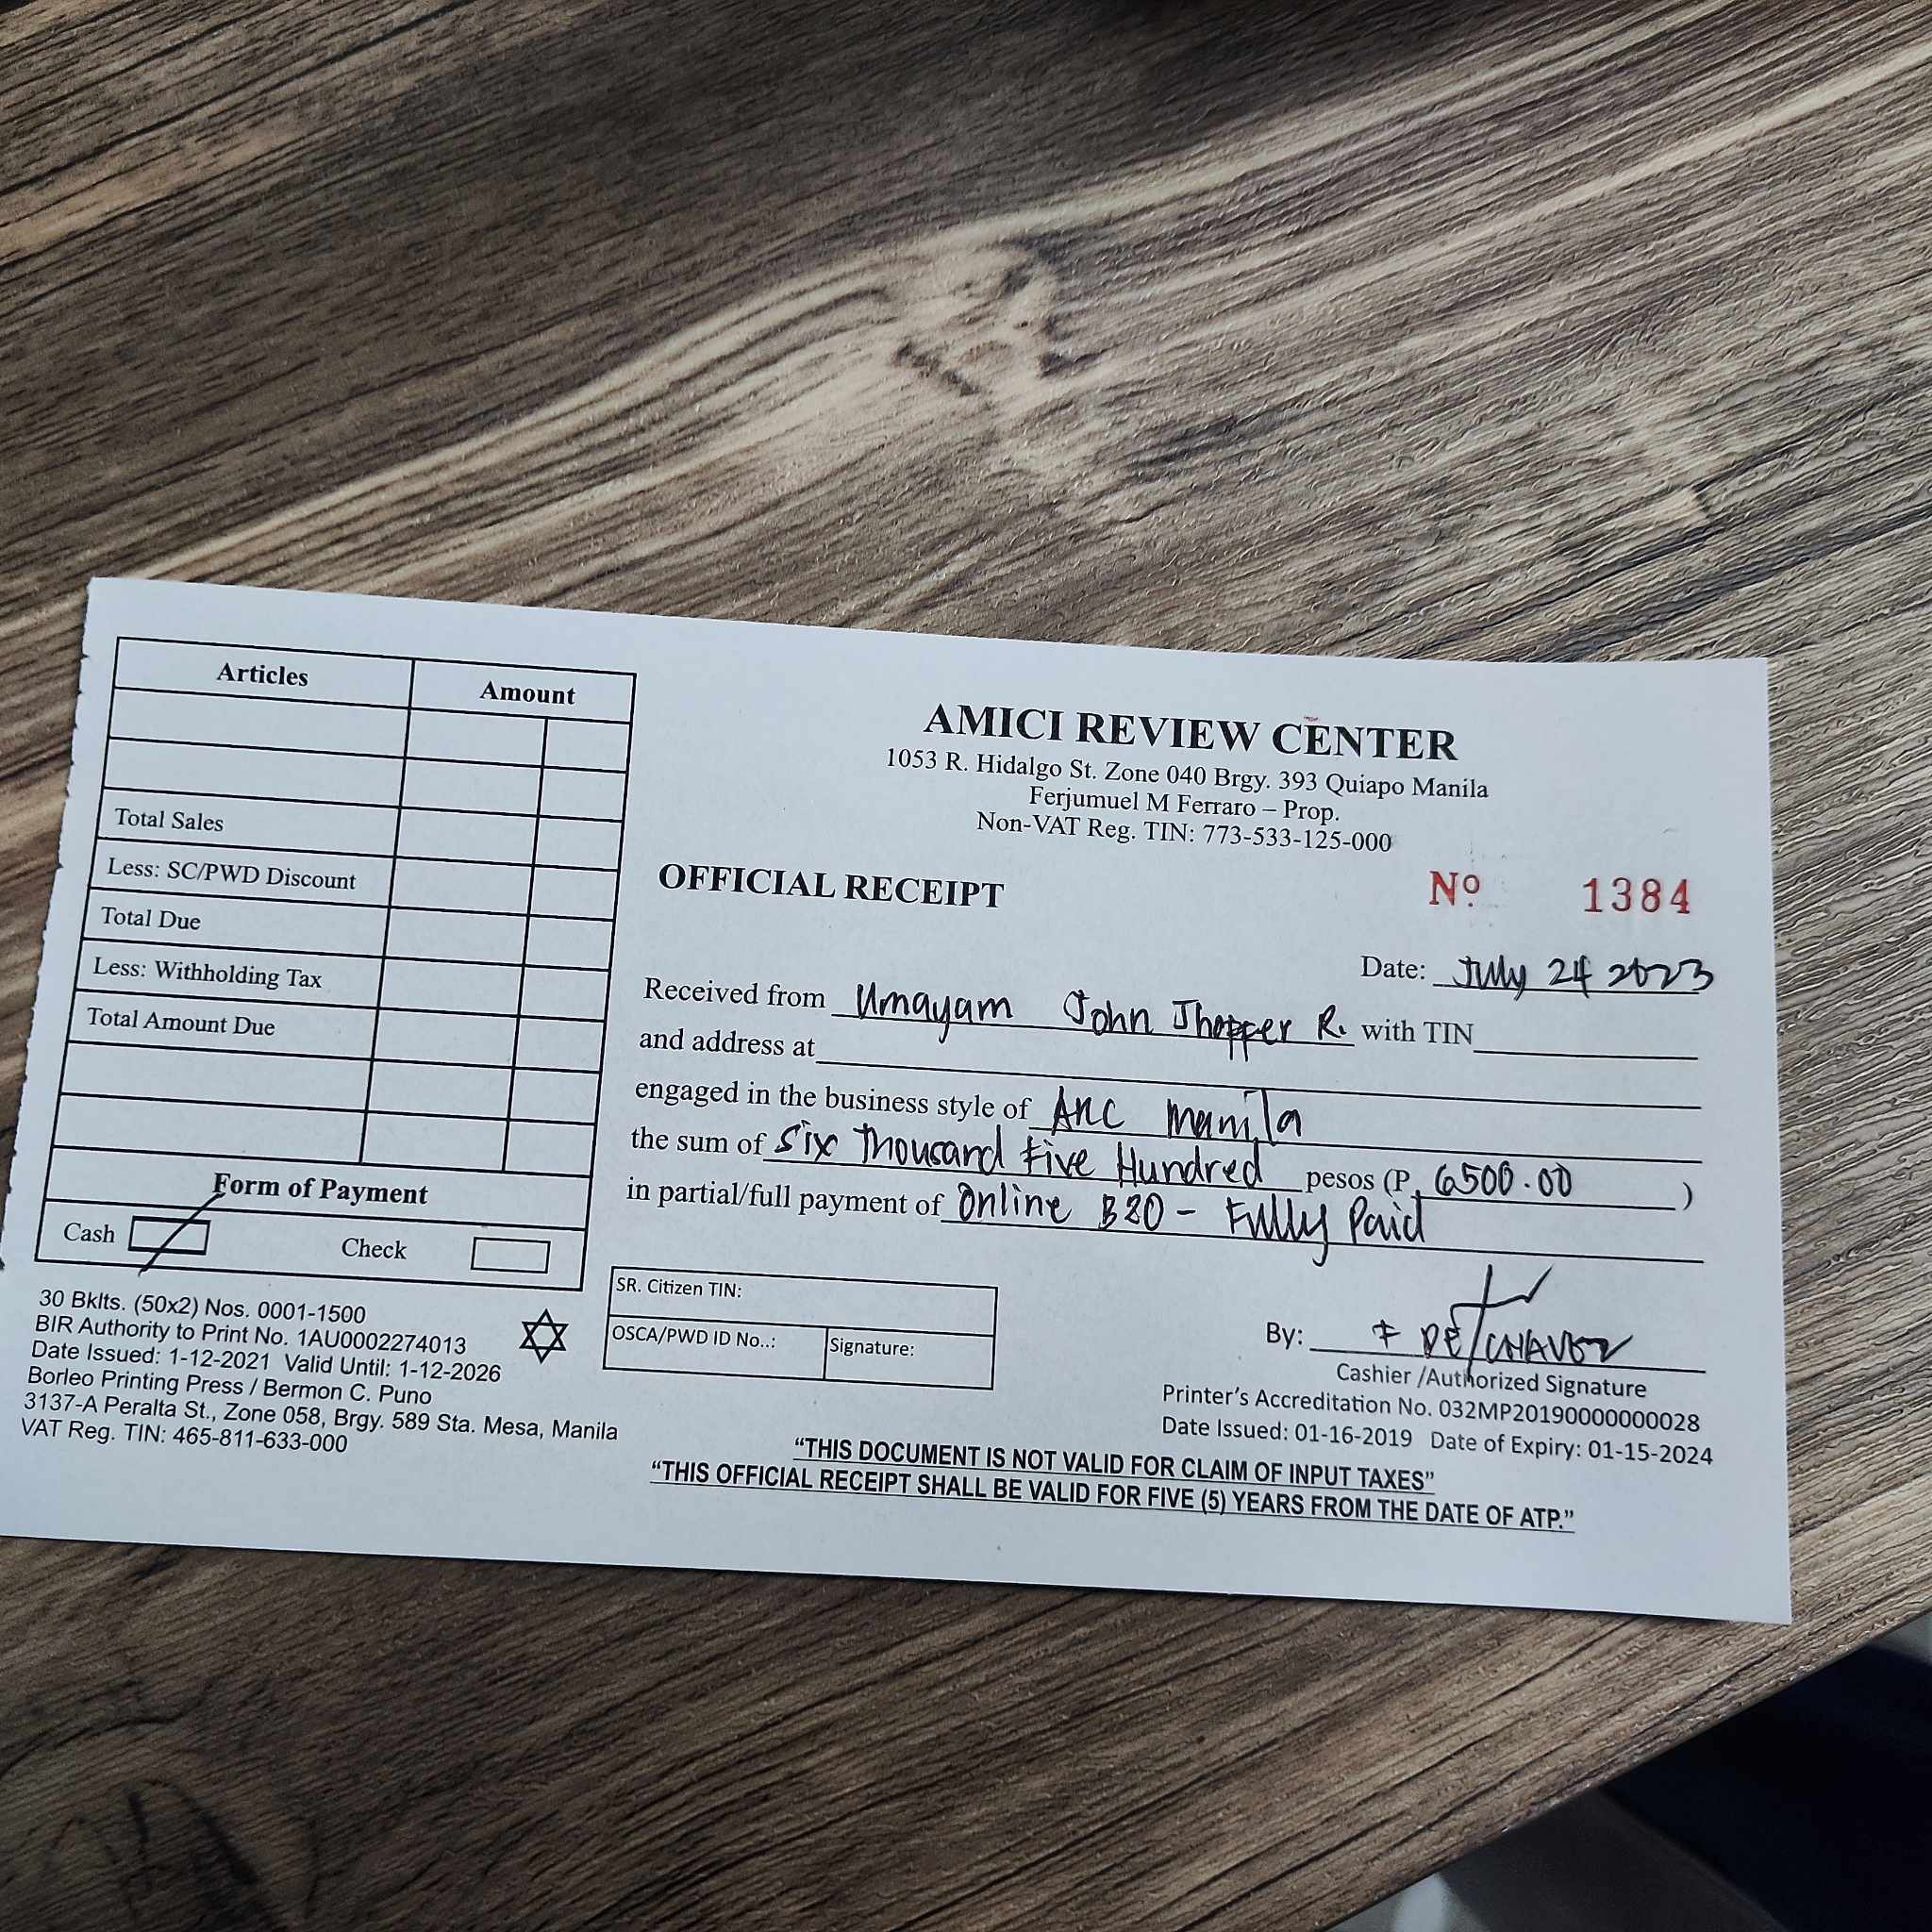 Articles Amount
Total Sales
Less: SC/PWD Discount
Total Due
Less: Withholding Tax
Total Amount Due
Form of Payment
Cash Check
30 Bklts. (50x2) Nos. 0001-1500
BIR Authority to Print No. 1AU0002274013
Date Issued: 1-12-2021 Valid Until: 1-12-2026
Borleo Printing Press / Bermon C. Puno
3137-A Peralta St., Zone 058, Brgy. 589 Sta. Mesa, Manila
VAT Reg. TIN: 465-811-633-000
AMICI REVIEW CENTER
1053 R. Hidalgo St. Zone 040 Brgy. 393 Quiapo Manila
Ferjumuel M Ferraro – Prop.
Non-VAT Reg. TIN: 773-533-125-000
OFFICIAL RECEIPT Nº 1384
Date: July 24 2023
Received from Umayam John Jhopper R. with TIN
and address at
engaged in the business style of ARC Manila
the sum of Six Thousand Five Hundred pesos (P 6500.00 )
in partial/full payment of Online B20 - Fully Paid
SR. Citizen TIN:
OSCA/PWD ID No..: Signature:
By:
Cashier /Authorized Signature
Printer's Accreditation No. 032MP20190000000028
Date Issued: 01-16-2019 Date of Expiry: 01-15-2024
“THIS DOCUMENT IS NOT VALID FOR CLAIM OF INPUT TAXES”
“THIS OFFICIAL RECEIPT SHALL BE VALID FOR FIVE (5) YEARS FROM THE DATE OF ATP.”